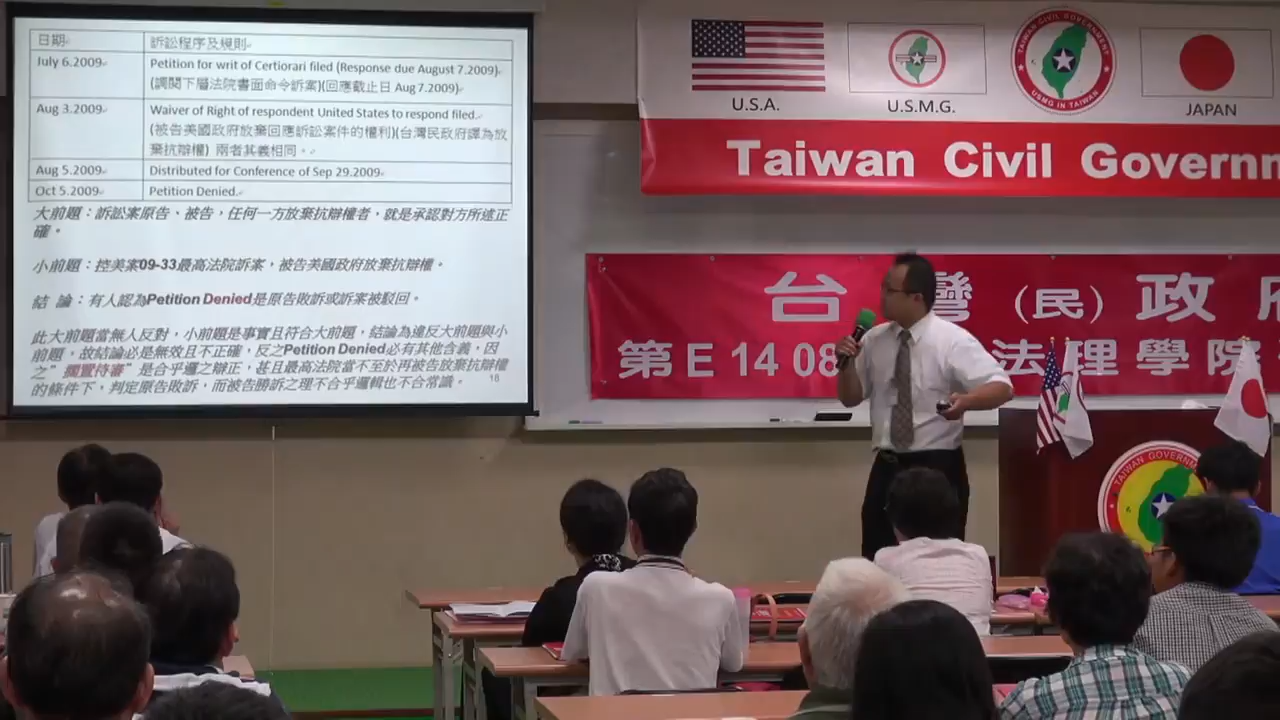 日期
訴訟程序及規則
July 6.2009
Petition for writ of Certiorari filed (Response due August 7.2009)
(調閱下層法院書面命令訴案)(回應截止日 Aug 7.2009)
Aug 3.2009
Waiver of Right of respondent United States to respond filed.
(被告美國政府放棄回應訴訟案件的權利)(台灣民政府譯為放
棄抗辯權) 兩者其義相同。
Aug 5.2009
Distributed for Conference of Sep 29.2009
Oct 5.2009
Petition Denied.
大前題：訴訟案原告、被告，任何一方放棄抗辯權者，就是承認對方所述正
確。
小前題：控美案09-33最高法院訴案，被告美國政府放棄抗辯權。
結 論：有人認為Petition Denied是原告敗訴或訴案被駁回。
此大前題當無人反對，小前題是事實且符合大前題，結論為違反大前題與小
前題，故結論必是無效且不正確，反之Petition Denied必有其他含義，因
之"擱置待審"是合乎邏之辯正，甚且最高法院當不至於再被告放棄抗辯權
的條件下，判定原告敗訴，而被告勝訴之理不合乎邏輯也不合常識。
18
U.S.A.
U.S.M.G.
TAIWAN CIVIL GOVERNMENT
USMG IN TAIWAN
JAPAN
Taiwan Civil Governm
台 灣 (民) 政 府
第 E 14 08 法 理 學 院
TAIWAN GOVERNMENT